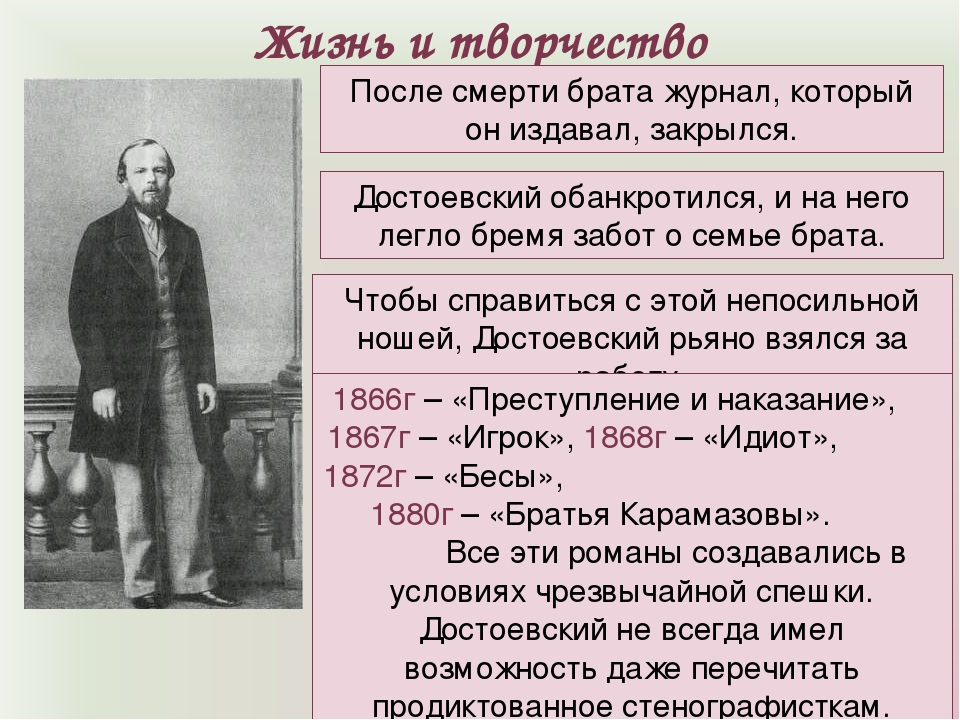 Жизнь и творчество
После смерти брата журнал, который
он издавал, закрылся.
Достоевский обанкротился, и на него
легло бремя забот о семье брата.
Чтобы справиться с этой непосильной
ношей, Достоевский рьяно взялся за
работу
1866г – «Преступление и наказание»,
1867г – «Игрок», 1868г – «Идиот»,
1872г – «Бесы»,
1880г – «Братья Карамазовы».
Все эти романы создавались в
условиях чрезвычайной спешки.
Достоевский не всегда имел
возможность даже перечитать
продиктованное стенографисткам.